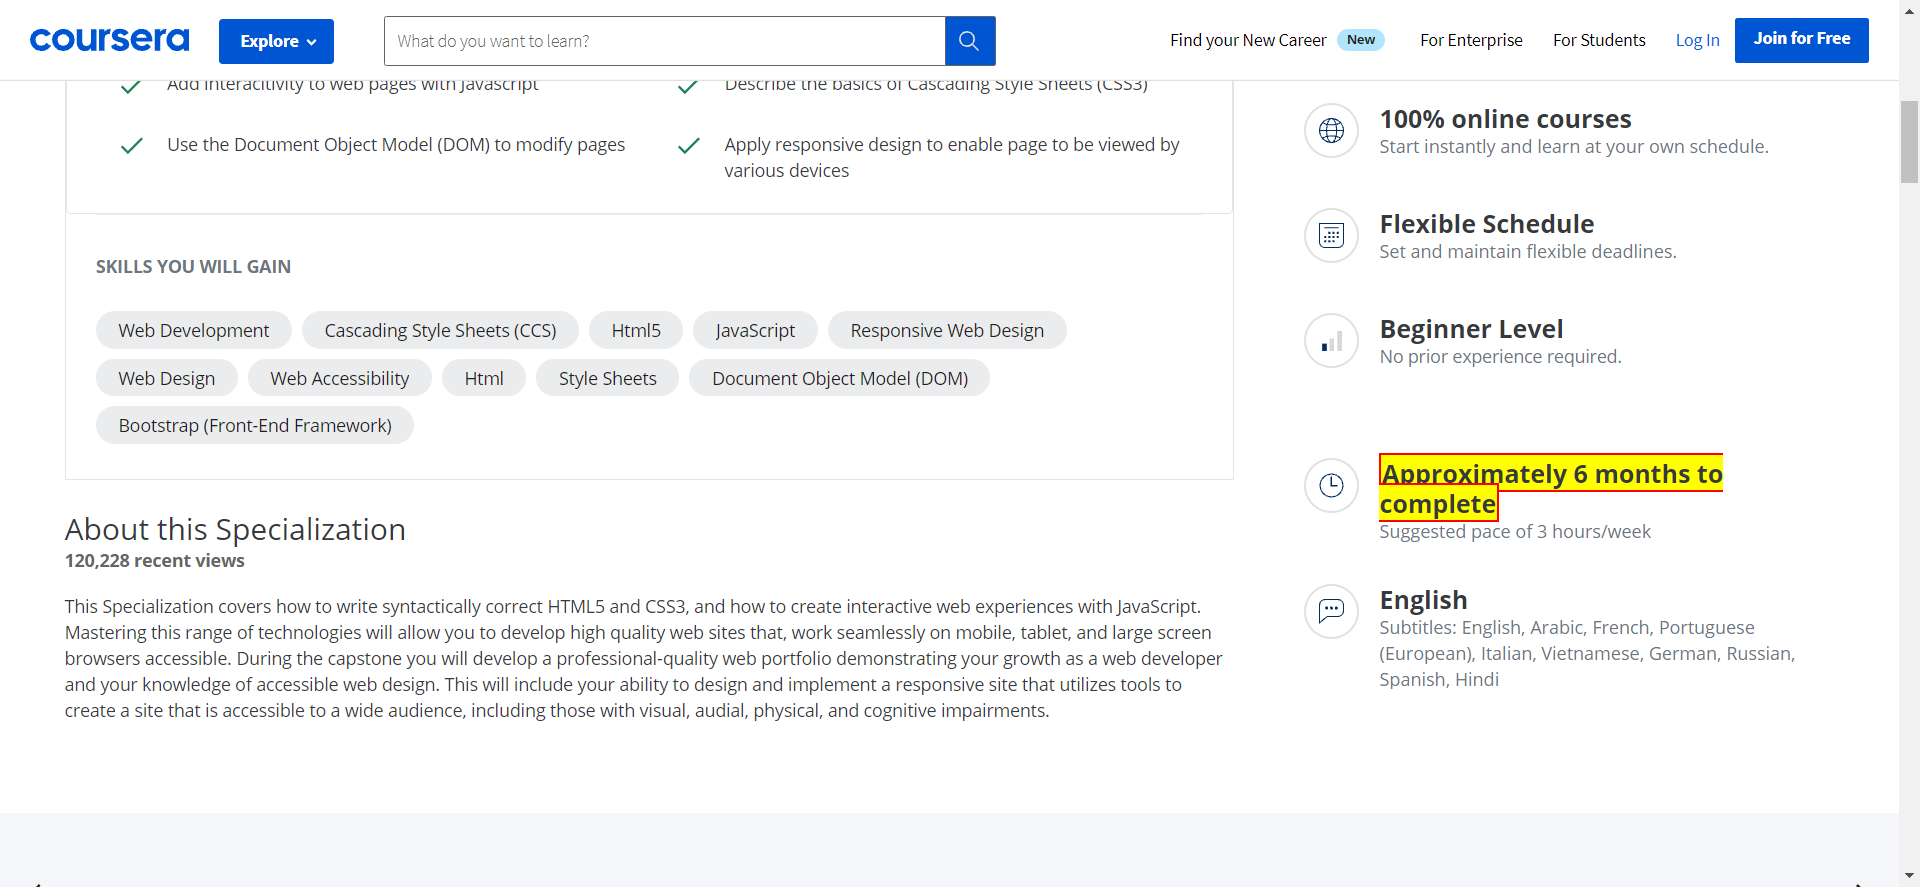 coursera
Explore
What do you want to learn?
Find your New Career New
For Enterprise
For Students
Log In
Join for Free
Add interacitivity to web pages with Javascript
Describe the basics of Cascading Style Sheets (CSS3)
Use the Document Object Model (DOM) to modify pages
Apply responsive design to enable page to be viewed by
various devices
SKILLS YOU WILL GAIN
Web Development
Cascading Style Sheets (CCS)
Html5
JavaScript
Responsive Web Design
Web Design
Web Accessibility
Html
Style Sheets
Document Object Model (DOM)
Bootstrap (Front-End Framework)
About this Specialization
120,228 recent views
This Specialization covers how to write syntactically correct HTML5 and CSS3, and how to create interactive web experiences with JavaScript.
Mastering this range of technologies will allow you to develop high quality web sites that, work seamlessly on mobile, tablet, and large screen
browsers accessible. During the capstone you will develop a professional-quality web portfolio demonstrating your growth as a web developer
and your knowledge of accessible web design. This will include your ability to design and implement a responsive site that utilizes tools to
create a site that is accessible to a wide audience, including those with visual, audial, physical, and cognitive impairments.
100% online courses
Start instantly and learn at your own schedule.
Flexible Schedule
Set and maintain flexible deadlines.
Beginner Level
No prior experience required.
Approximately 6 months to
complete
Suggested pace of 3 hours/week
English
Subtitles: English, Arabic, French, Portuguese
(European), Italian, Vietnamese, German, Russian,
Spanish, Hindi